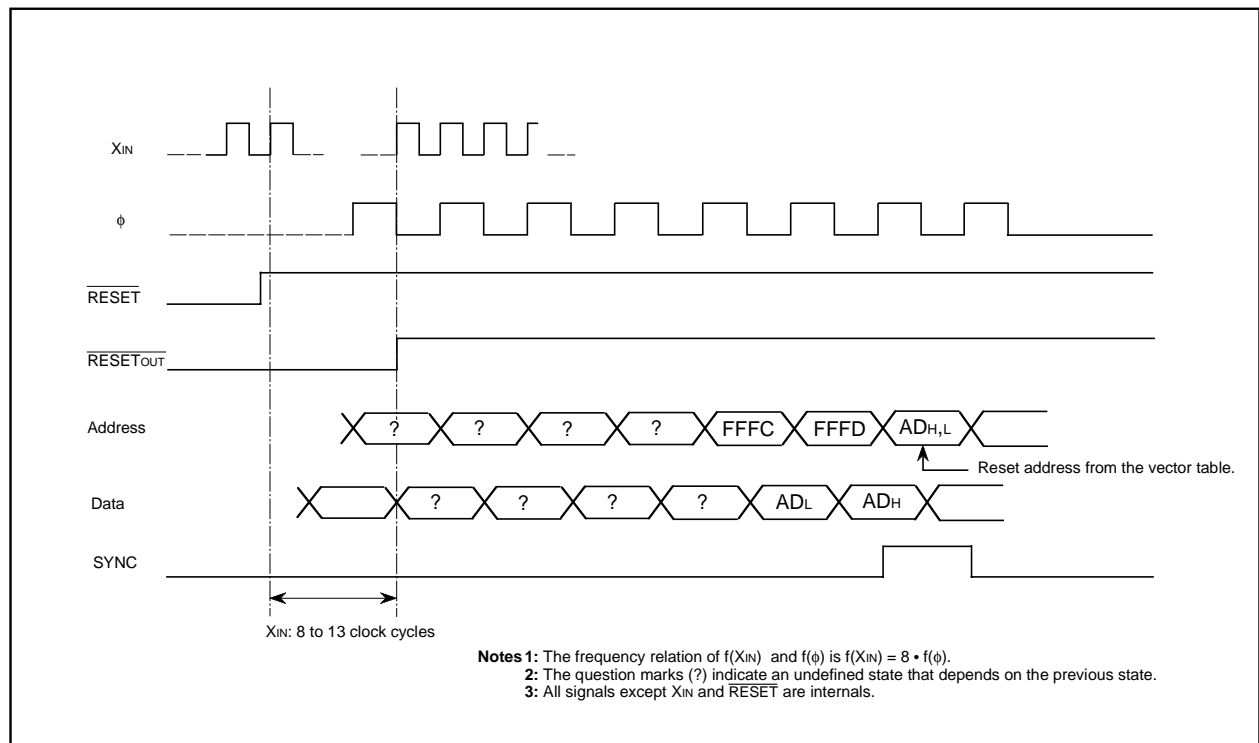 XIN
ϕ
RESET
RESETOUT
Address
? ? ? ? FFFC FFFD ADH,L
Reset address from the vector table.
Data
? ? ? ? ADL ADH
SYNC
XIN: 8 to 13 clock cycles
Notes 1: The frequency relation of f(XIN) and f(ϕ) is f(XIN) = 8 • f(ϕ).
2: The question marks (?) indicate an undefined state that depends on the previous state.
3: All signals except XIN and RESET are internals.